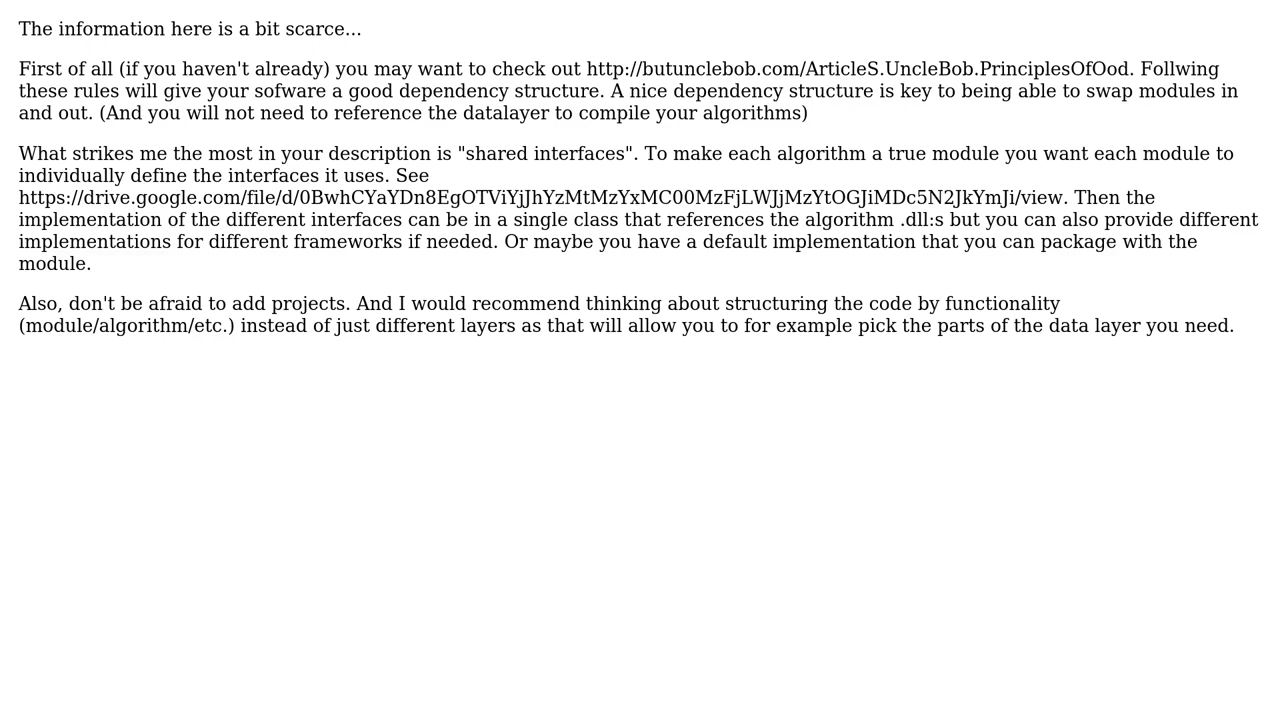 The information here is a bit scarce...
First of all (if you haven't already) you may want to check out http://butunclebob.com/ArticleS.UncleBob.PrinciplesOfOod. Follwing
these rules will give your sofware a good dependency structure. A nice dependency structure is key to being able to swap modules in
and out. (And you will not need to reference the datalayer to compile your algorithms)
What strikes me the most in your description is "shared interfaces". To make each algorithm a true module you want each module to
individually define the interfaces it uses. See
https://drive.google.com/file/d/0BwhCYaYDn8EgOTViYjJhYzMtMzYxMC00MzFjLWJjMzYtOGJiMDc5N2JkYmJi/view. Then the
implementation of the different interfaces can be in a single class that references the algorithm .dll:s but you can also provide different
implementations for different frameworks if needed. Or maybe you have a default implementation that you can package with the
module.
Also, don't be afraid to add projects. And I would recommend thinking about structuring the code by functionality
(module/algorithm/etc.) instead of just different layers as that will allow you to for example pick the parts of the data layer you need.